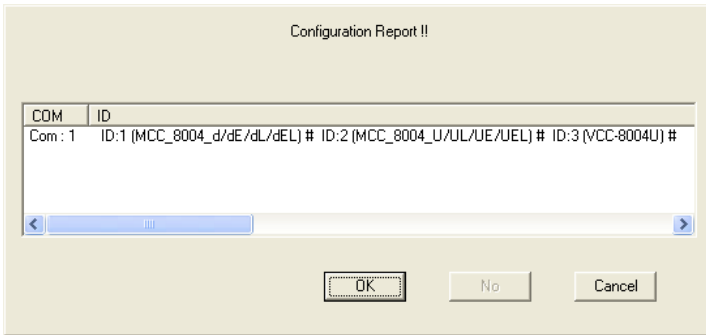 Configuration Report !!
COM ID
Com : 1 ID:1 (MCC_8004_d/dE/dL/dEL) # ID:2 (MCC_8004_U/UL/UE/UEL) # ID:3 (VCC-8004U) #
OK No Cancel